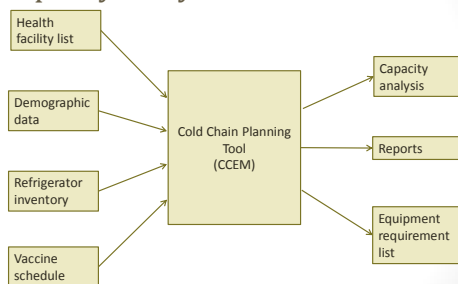 Health
facility list
Demographic
data
Refrigerator
inventory
Vaccine
schedule
Cold Chain Planning
Tool
(CCEM)
Capacity
analysis
Reports
Equipment
requirement
list